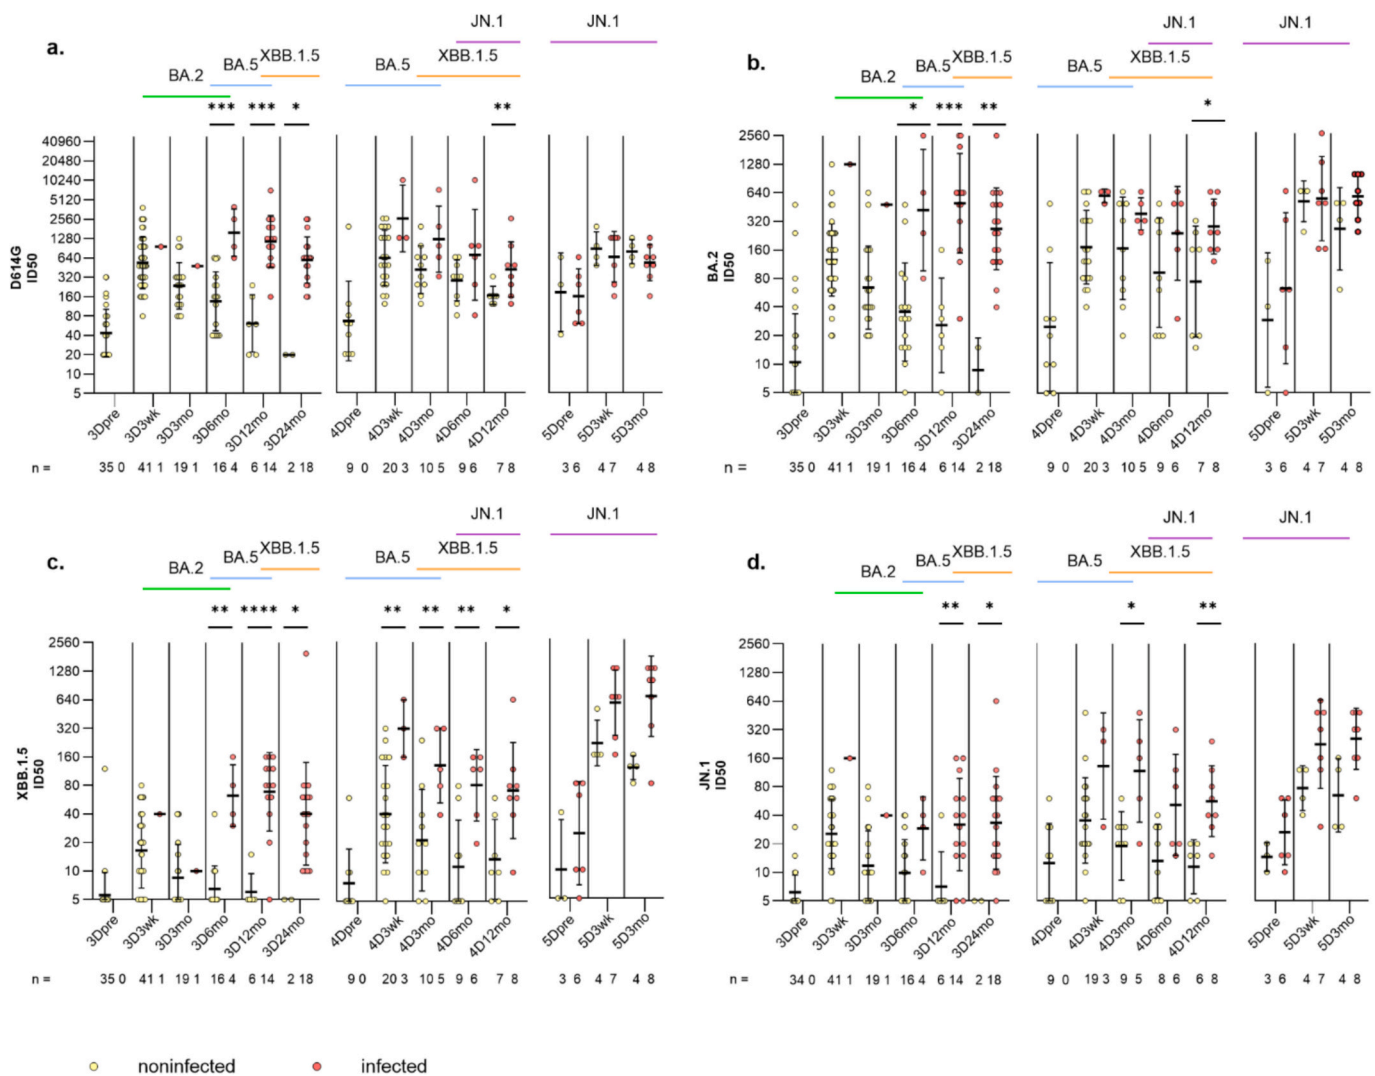 a.
JN.1
JN.1
XBB.1.5
BA.5
BA.2
BA.5
XBB.1.5
*** *** * **
D614G
ID50
40960
20480
10240
5120
2560
1280
640
320
160
80
40
20
10
5
3Dpre 3D3wk 3D3mo 3D6mo 3D12mo 3D24mo 4Dpre 4D3wk 4D3mo 4D6mo 4D12mo 5Dpre 5D3wk 5D3mo
n = 35 0 41 1 19 1 16 4 6 14 2 18 9 0 20 3 10 5 9 6 7 8 3 6 4 7 4 8
b.
JN.1
JN.1
XBB.1.5
BA.5
BA.2
BA.5
XBB.1.5
* *** ** *
BA.2
ID50
2560
1280
640
320
160
80
40
20
10
5
3Dpre 3D3wk 3D3mo 3D6mo 3D12mo 3D24mo 4Dpre 4D3wk 4D3mo 4D6mo 4D12mo 5Dpre 5D3wk 5D3mo
n = 35 0 41 1 19 1 16 4 6 14 2 18 9 0 20 3 10 5 9 6 7 8 3 6 4 7 4 8
c.
JN.1
JN.1
XBB.1.5
BA.5
BA.2
BA.5
XBB.1.5
** **** * ** ** ** *
XBB.1.5
ID50
2560
1280
640
320
160
80
40
20
10
5
3Dpre 3D3wk 3D3mo 3D6mo 3D12mo 3D24mo 4Dpre 4D3wk 4D3mo 4D6mo 4D12mo 5Dpre 5D3wk 5D3mo
n = 35 0 41 1 19 1 16 4 6 14 2 18 9 0 20 3 10 5 9 6 7 8 3 6 4 7 4 8
d.
JN.1
JN.1
XBB.1.5
BA.5
BA.2
BA.5
XBB.1.5
** * * **
JN.1
ID50
2560
1280
640
320
160
80
40
20
10
5
3Dpre 3D3wk 3D3mo 3D6mo 3D12mo 3D24mo 4Dpre 4D3wk 4D3mo 4D6mo 4D12mo 5Dpre 5D3wk 5D3mo
n = 34 0 41 1 19 1 16 4 6 14 2 18 9 0 19 3 9 5 8 6 6 8 3 6 4 7 4 8
noninfected infected